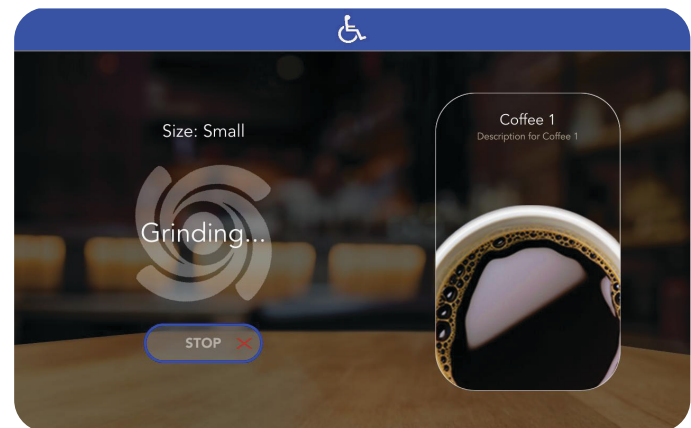 Size: Small
Grinding...
STOP
Coffee 1
Description for Coffee 1